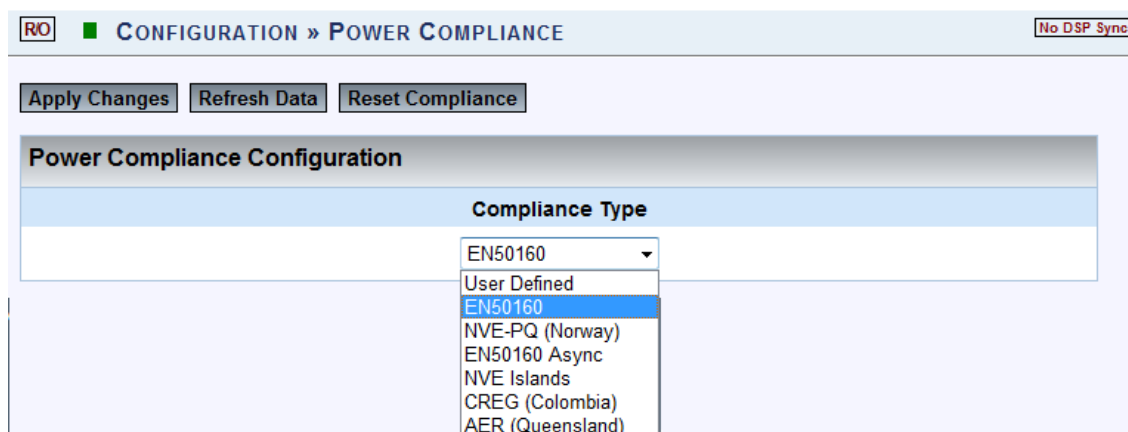 R/O CONFIGURATION » POWER COMPLIANCE No DSP Sync
Apply Changes Refresh Data Reset Compliance
Power Compliance Configuration
Compliance Type
EN50160
User Defined
EN50160
NVE-PQ (Norway)
EN50160 Async
NVE Islands
CREG (Colombia)
AER (Queensland)